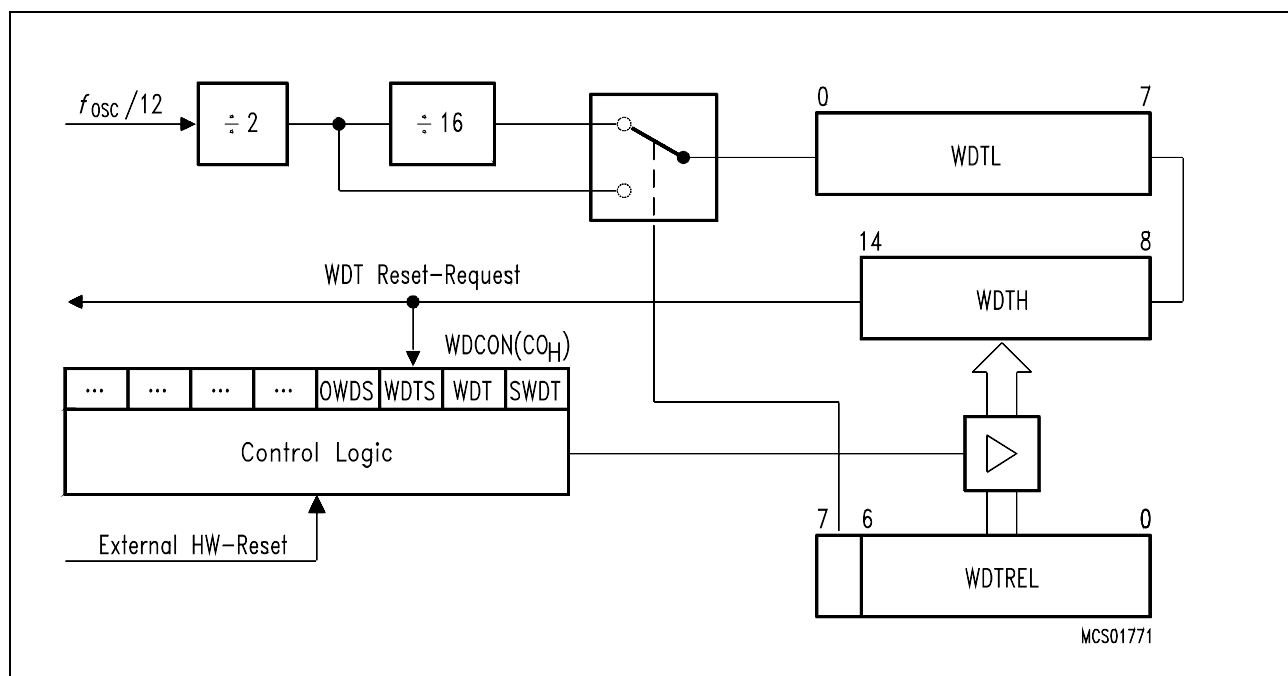 fOSC/12
÷ 2
÷ 16
0 7
WDTL
14 8
WDTH
WDT Reset-Request
WDCON(COH)
... ... ... ... OWDS WDTS WDT SWDT
Control Logic
External HW-Reset
7 6 0
WDTREL
MCS01771